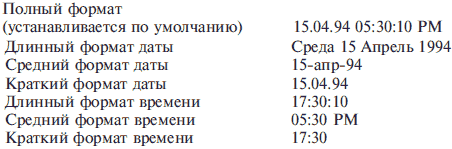 Полный формат
(устанавливается по умолчанию) 15.04.94 05:30:10 PM
Длинный формат даты Среда 15 Апрель 1994
Средний формат даты 15-апр-94
Краткий формат даты 15.04.94
Длинный формат времени 17:30:10
Средний формат времени 05:30 PM
Краткий формат времени 17:30